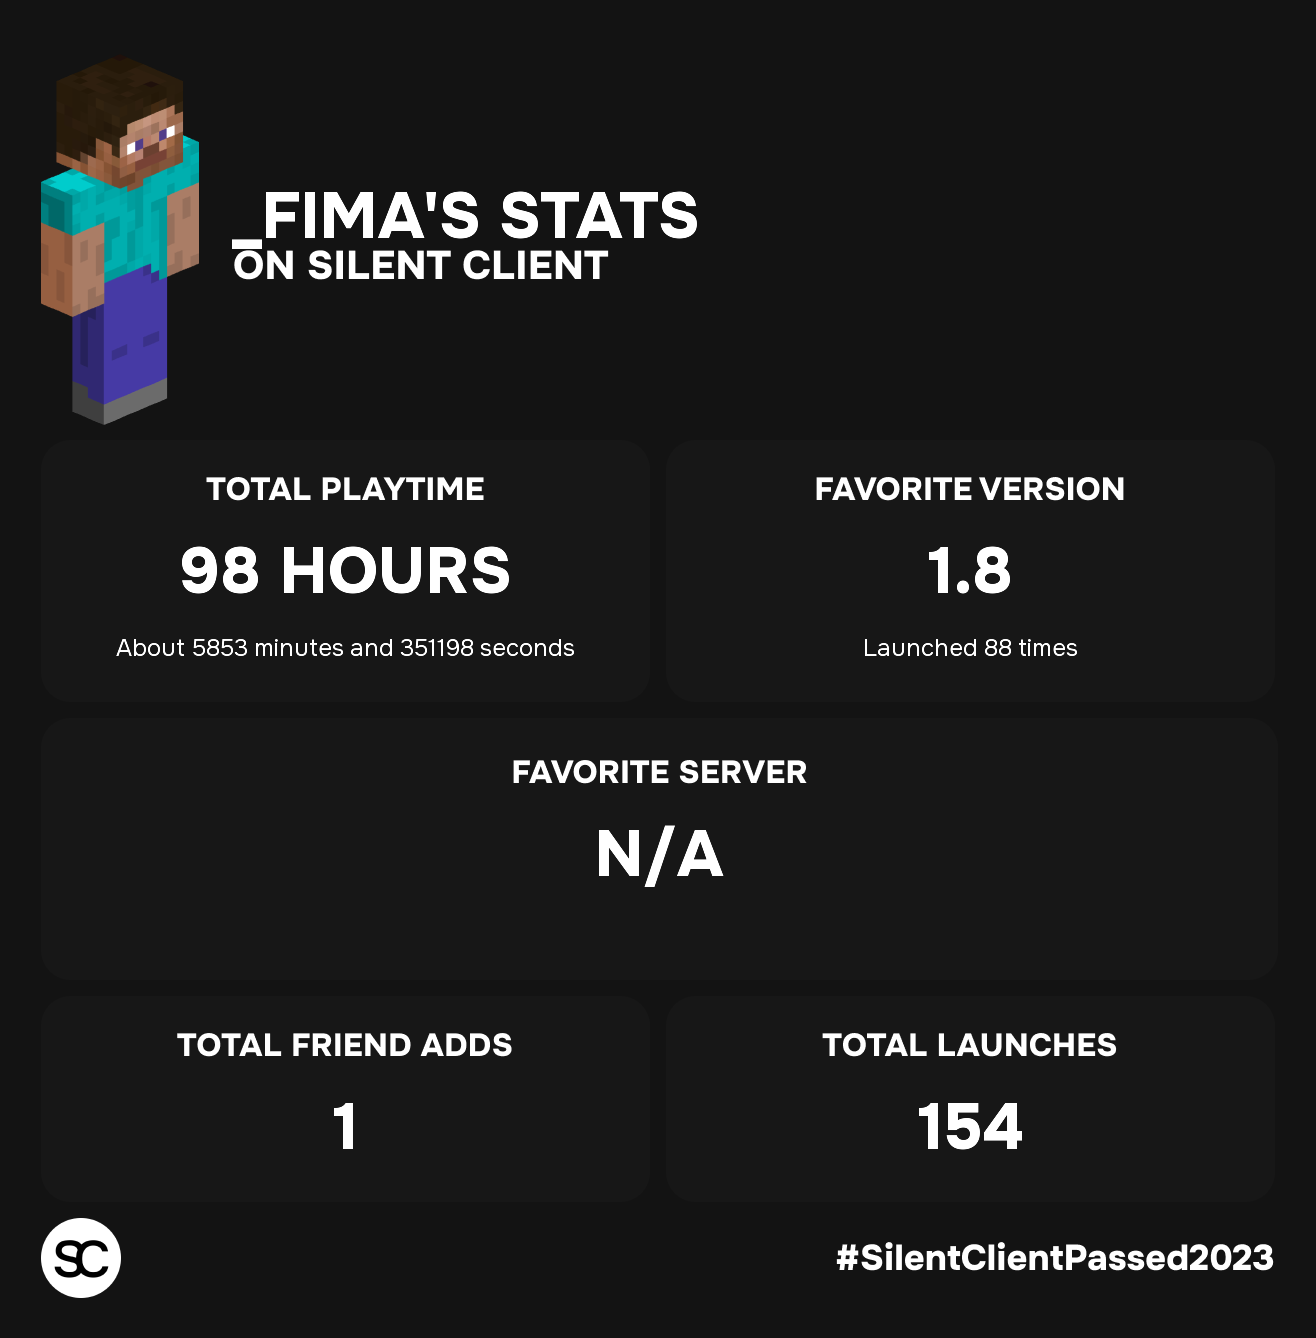 _FIMA'S STATS
ON SILENT CLIENT
TOTAL PLAYTIME
98 HOURS
About 5853 minutes and 351198 seconds
FAVORITE VERSION
1.8
Launched 88 times
FAVORITE SERVER
N/A
TOTAL FRIEND ADDS
1
TOTAL LAUNCHES
154
SC
#SilentClientPassed2023